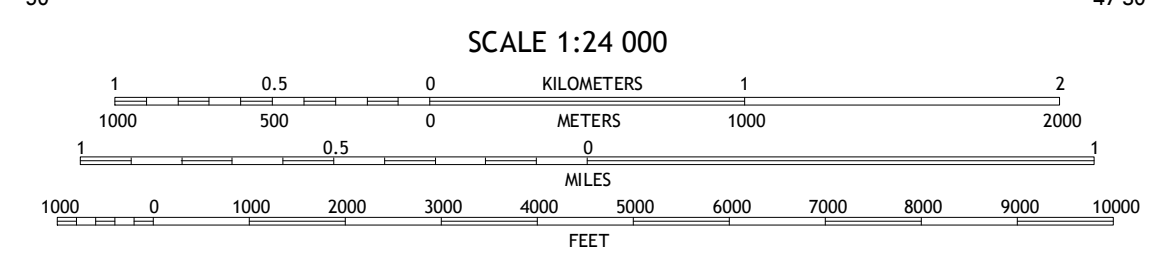 SCALE 1:24 000
1 0.5 0 KILOMETERS 1 2
1000 500 0 METERS 1000 2000
1 0.5 0 1
MILES
1000 0 1000 2000 3000 4000 5000 6000 7000 8000 9000 10000
FEET